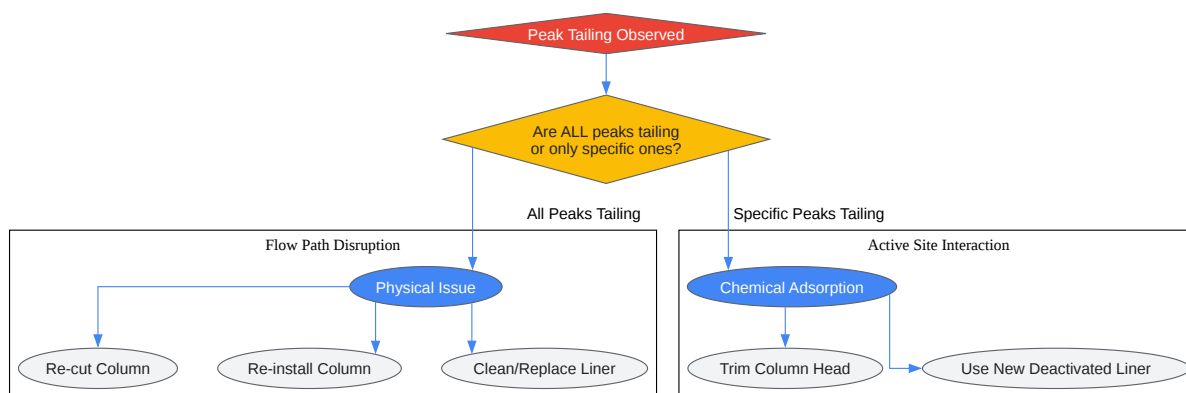 Peak Tailing Observed
Are ALL peaks tailing
or only specific ones?
All Peaks Tailing
Specific Peaks Tailing
Flow Path Disruption
Active Site Interaction
Physical Issue
Chemical Adsorption
Re-cut Column
Re-install Column
Clean/Replace Liner
Trim Column Head
Use New Deactivated Liner